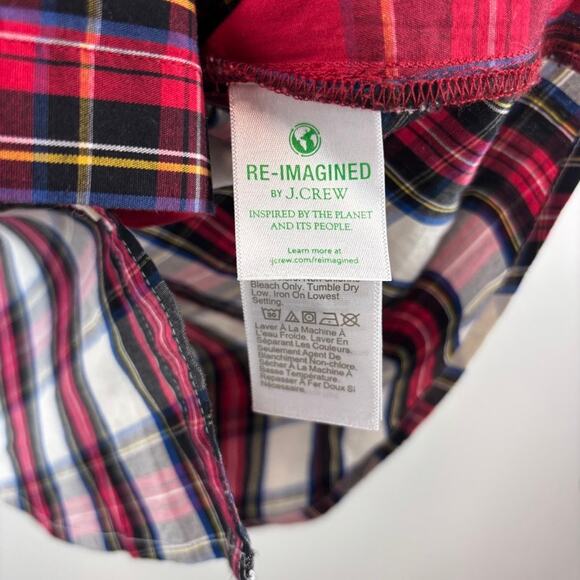 RE-IMAGINED
BY J.CREW
INSPIRED BY THE PLANET
AND ITS PEOPLE.
Learn more at
jcrew.com/reimagined
Bleach Only. Tumble Dry
Low. Iron On Lowest
Setting.
Laver À La Machine À
L'eau Froide. Laver En
Séparant Les Couleurs.
Seulement Agent De
Blanchiment Non-chlore.
Sécher À La Machine À
Basse Température.
Repasser À Fer Doux Si
Nécessaire.